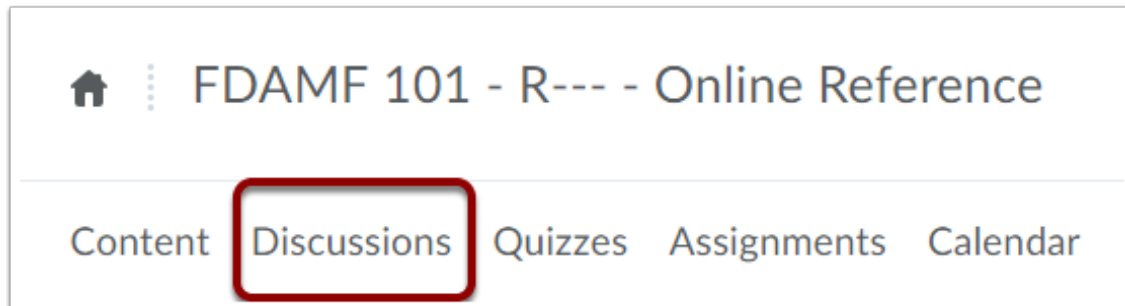 FDAMF 101 - R--- - Online Reference
Content Discussions Quizzes Assignments Calendar